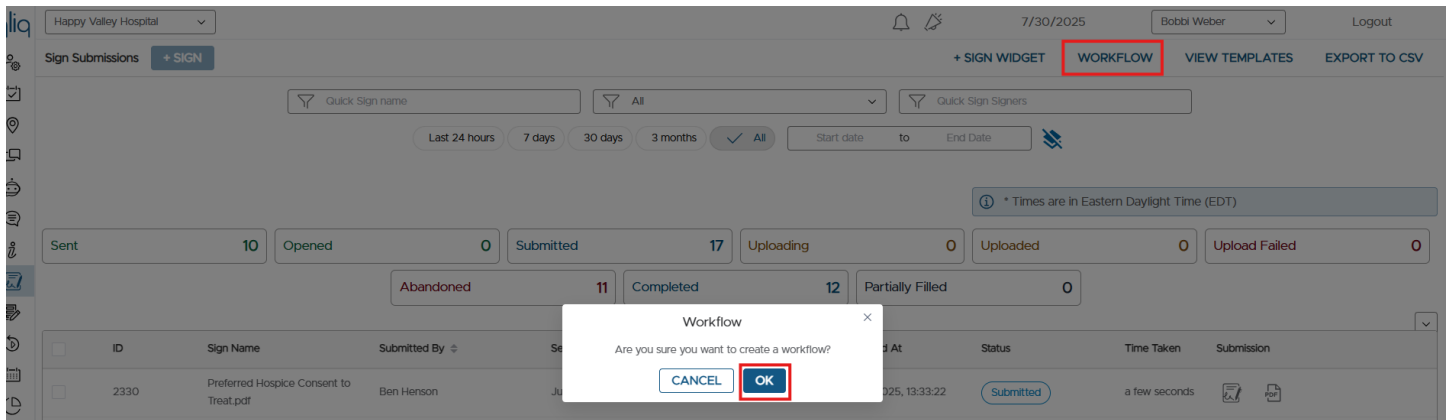 liq Happy Valley Hospital 7/30/2025 Bobbi Weber Logout
Sign Submissions + SIGN + SIGN WIDGET WORKFLOW VIEW TEMPLATES EXPORT TO CSV
Quick Sign name All Quick Sign Signers
Last 24 hours 7 days 30 days 3 months All Start date to End Date
* Times are in Eastern Daylight Time (EDT)
Sent 10 Opened 0 Submitted 17 Uploading 0 Uploaded 0 Upload Failed 0
Abandoned 11 Completed 12 Partially Filled 0
Workflow
Are you sure you want to create a workflow?
CANCEL OK
ID Sign Name Submitted By Se d At Status Time Taken Submission
2330 Preferred Hospice Consent to Ben Henson Ju 025, 13:33:22 Submitted a few seconds PDF
Treat.pdf